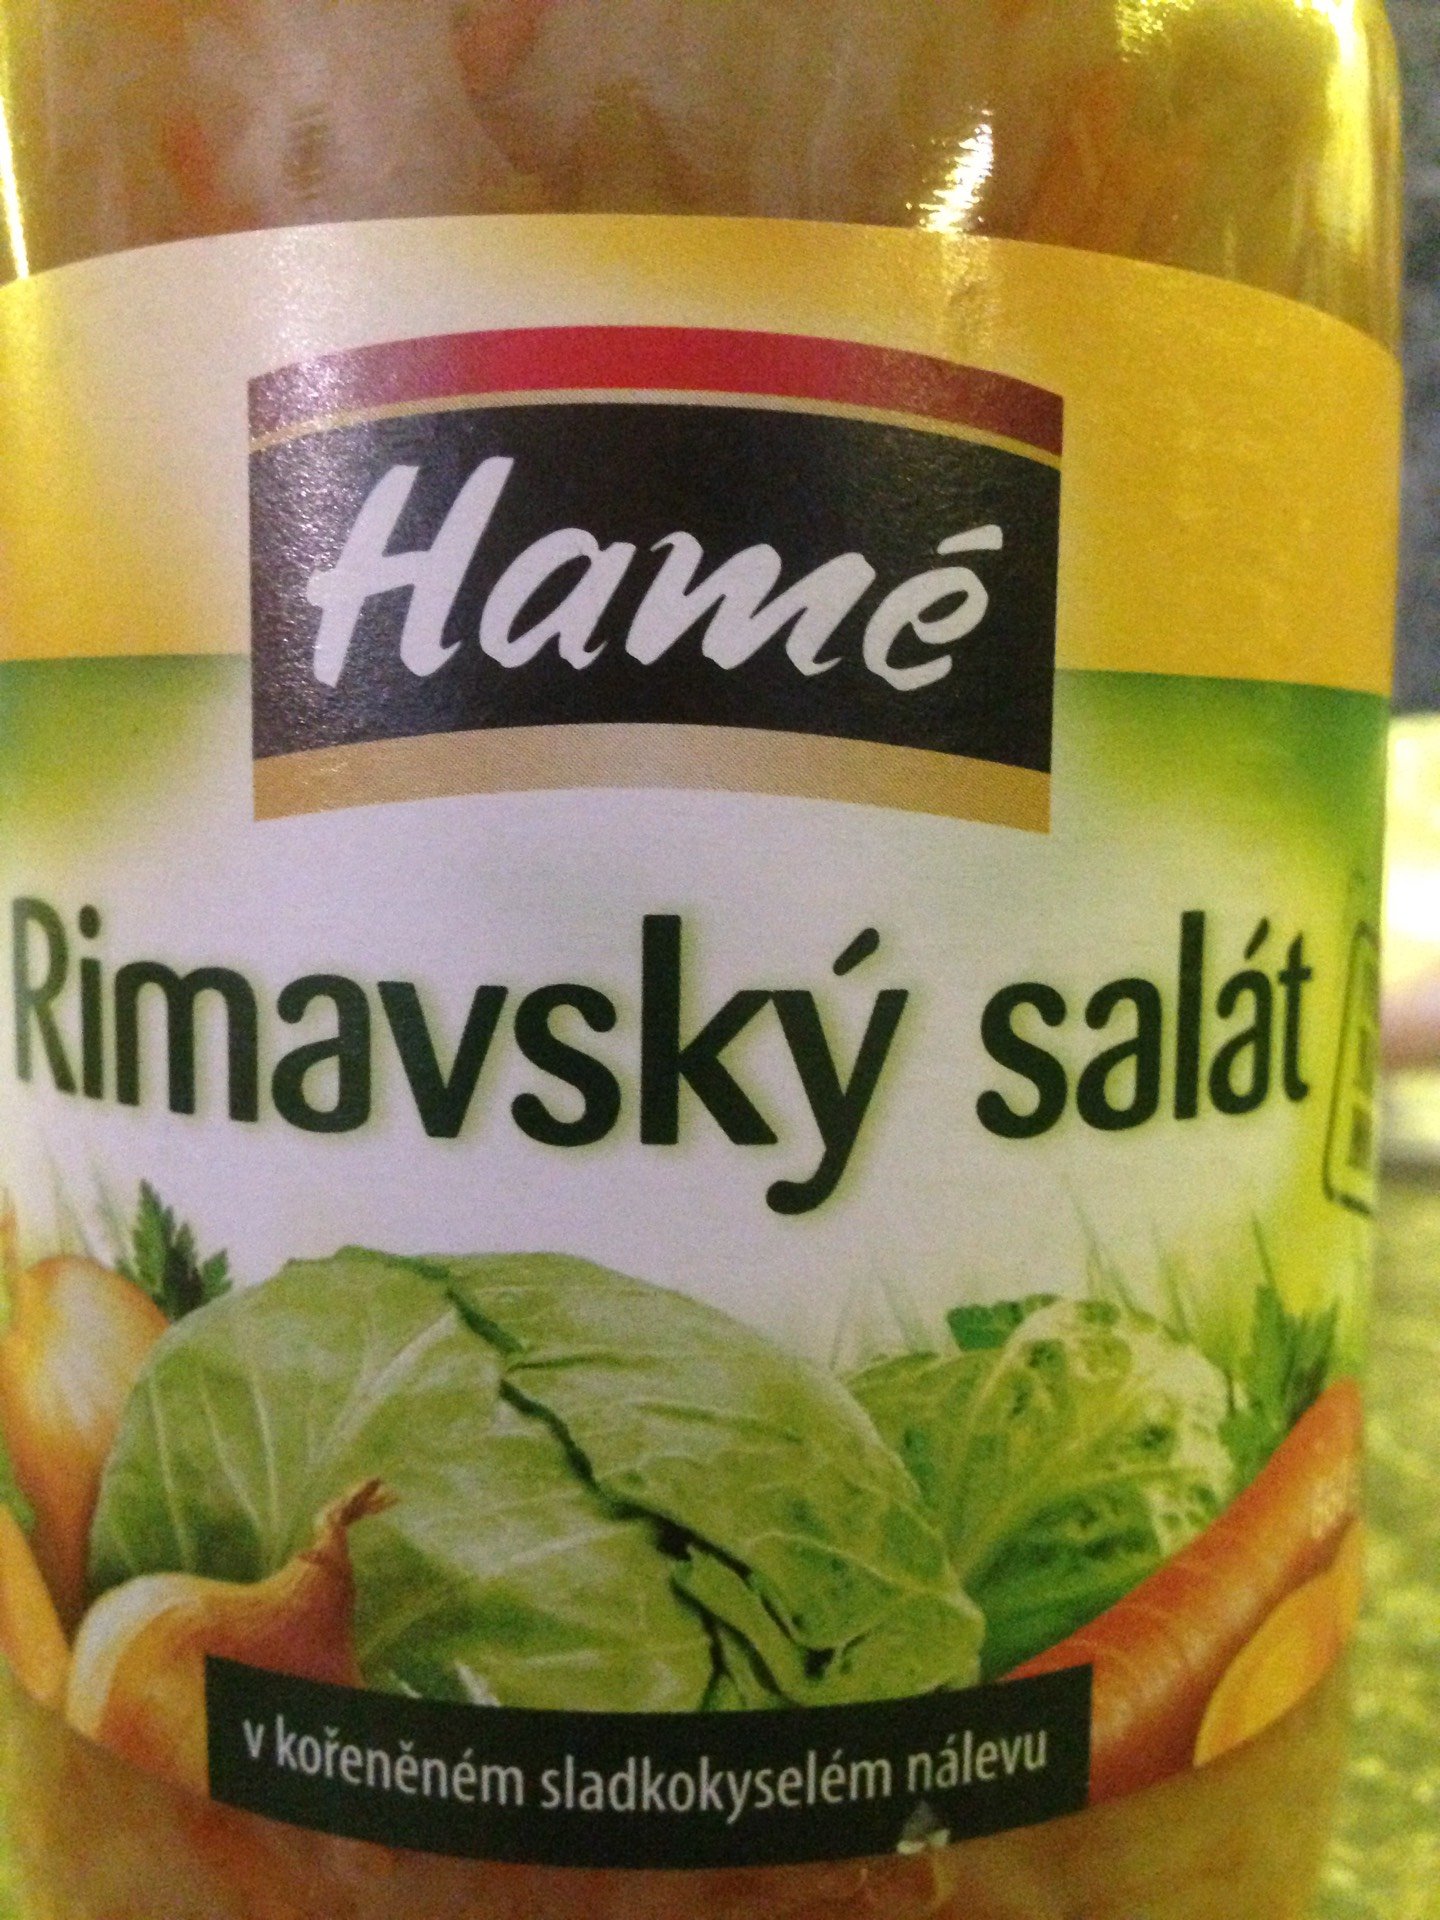 Hamé
Rimavský salát
v kořeněném sladkokyselém nálevu